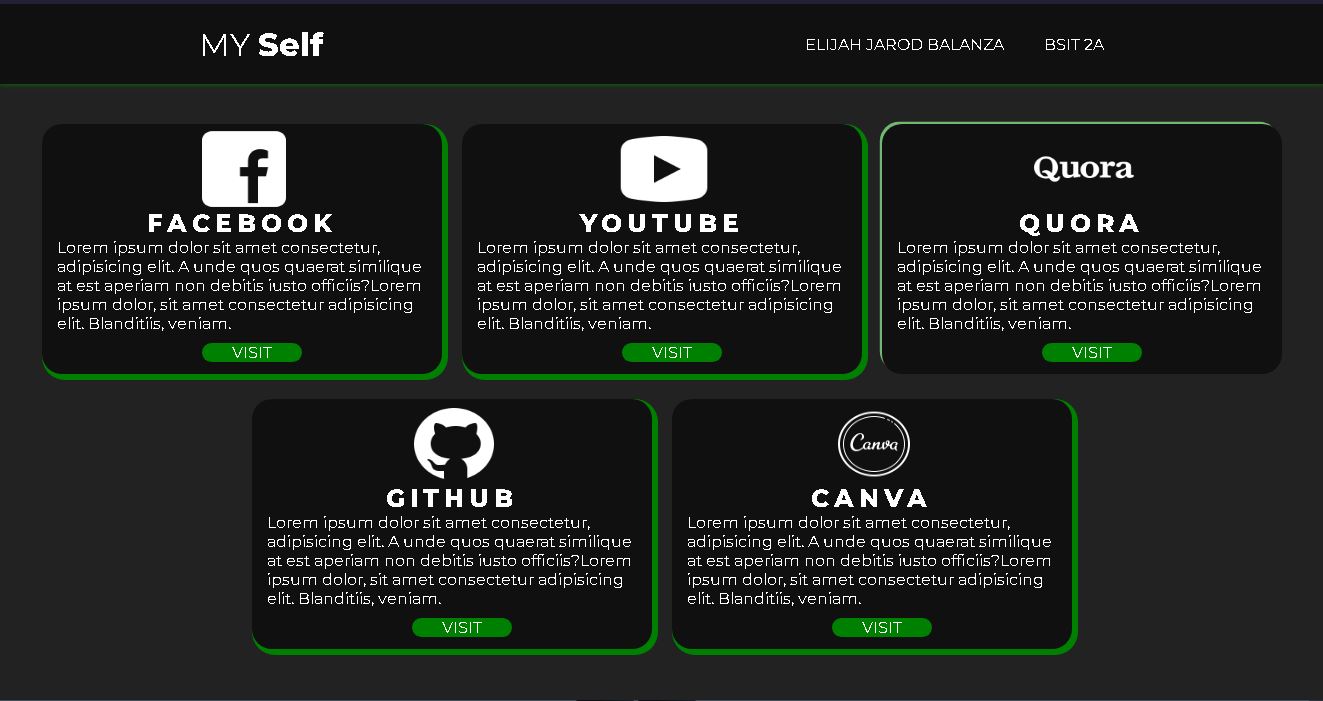 MY Self
ELIJAH JAROD BALANZA
BSIT 2A
FACEBOOK
Lorem ipsum dolor sit amet consectetur,
adipisicing elit. A unde quos quaerat similique
at est aperiam non debitis iusto officiis?Lorem
ipsum dolor, sit amet consectetur adipisicing
elit. Blanditiis, veniam.
VISIT
YOUTUBE
Lorem ipsum dolor sit amet consectetur,
adipisicing elit. A unde quos quaerat similique
at est aperiam non debitis iusto officiis?Lorem
ipsum dolor, sit amet consectetur adipisicing
elit. Blanditiis, veniam.
VISIT
Quora
QUORA
Lorem ipsum dolor sit amet consectetur,
adipisicing elit. A unde quos quaerat similique
at est aperiam non debitis iusto officiis?Lorem
ipsum dolor, sit amet consectetur adipisicing
elit. Blanditiis, veniam.
VISIT
GITHUB
Lorem ipsum dolor sit amet consectetur,
adipisicing elit. A unde quos quaerat similique
at est aperiam non debitis iusto officiis?Lorem
ipsum dolor, sit amet consectetur adipisicing
elit. Blanditiis, veniam.
VISIT
Canva
CANVA
Lorem ipsum dolor sit amet consectetur,
adipisicing elit. A unde quos quaerat similique
at est aperiam non debitis iusto officiis?Lorem
ipsum dolor, sit amet consectetur adipisicing
elit. Blanditiis, veniam.
VISIT